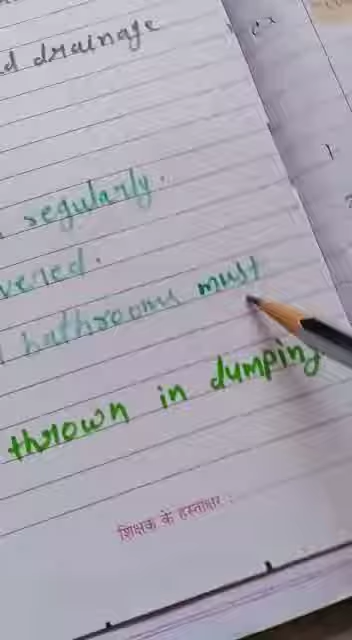 d drainage
regularly.
vered.
bathrooms must
thrown in dumping
शिक्षक के हस्ताक्षर :